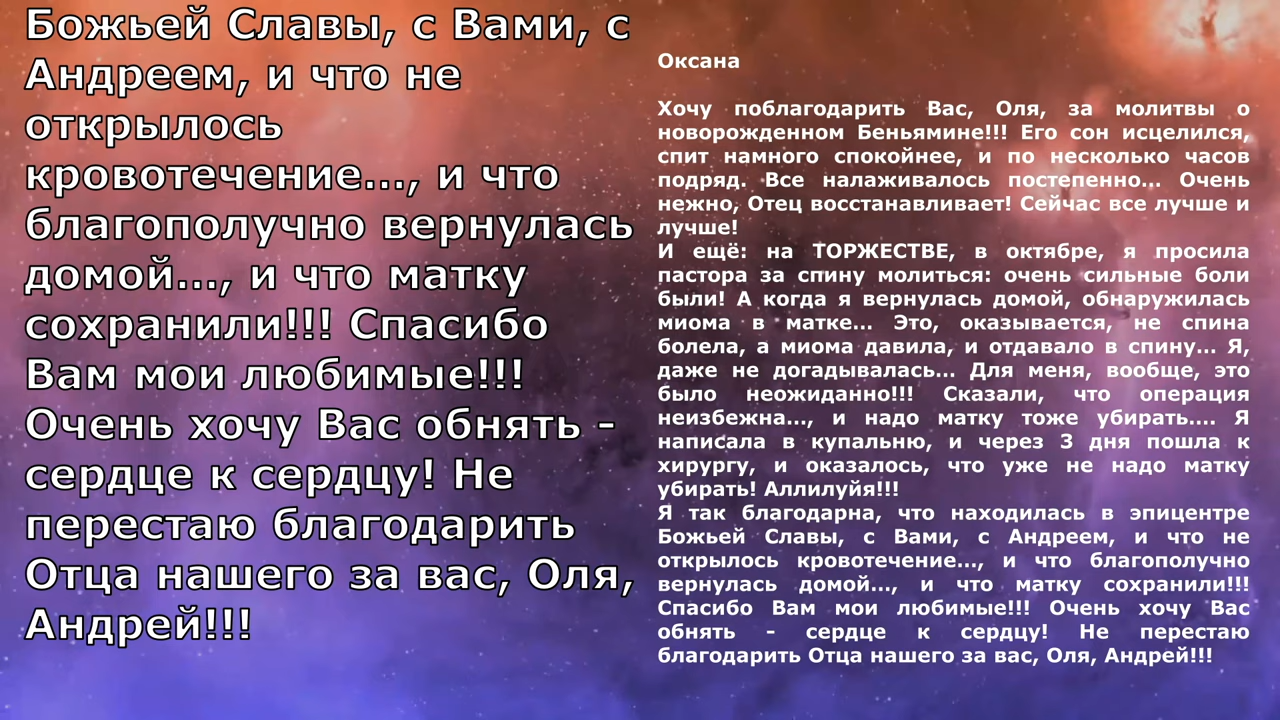 Божьей Славы, с Вами, с
Андреем, и что не
открылось
кровотечение..., и что
благополучно вернулась
домой..., и что матку
сохранили!!! Спасибо
Вам мои любимые!!!
Очень хочу Вас обнять -
сердце к сердцу! Не
перестаю благодарить
Отца нашего за вас, Оля,
Андрей!!!
Оксана
Хочу поблагодарить Вас, Оля, за молитвы о
новорожденном Беньямине!!! Его сон исцелился,
спит намного спокойнее, и по несколько часов
подряд. Все налаживалось постепенно... Очень
нежно, Отец восстанавливает! Сейчас все лучше и
лучше!
И ещё: на ТОРЖЕСТВЕ, в октябре, я просила
пастора за спину молиться: очень сильные боли
были! А когда я вернулась домой, обнаружилась
миома в матке... Это, оказывается, не спина
болела, а миома давила, и отдавало в спину... Я,
даже не догадывалась... Для меня, вообще, это
было неожиданно!!! Сказали, что операция
неизбежна..., и надо матку тоже убирать.... Я
написала в купальню, и через 3 дня пошла к
хирургу, и оказалось, что уже не надо матку
убирать! Аллилуйя!!!
Я так благодарна, что находилась в эпицентре
Божьей Славы, с Вами, с Андреем, и что не
открылось кровотечение..., и что благополучно
вернулась домой..., и что матку сохранили!!!
Спасибо Вам мои любимые!!! Очень хочу Вас
обнять - сердце к сердцу! Не перестаю
благодарить Отца нашего за вас, Оля, Андрей!!!